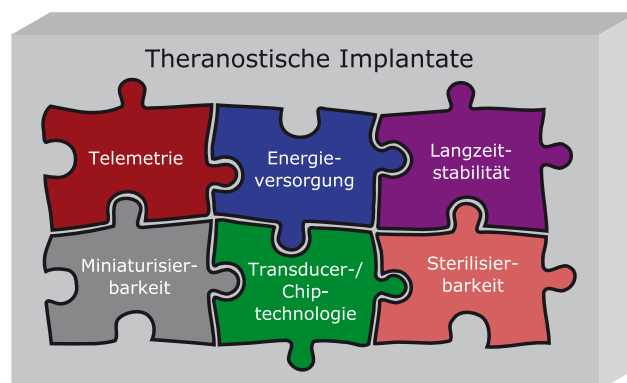 Theranostische Implantate
Telemetrie
Energie-
versorgung
Langzeit-
stabilität
Miniaturisier-
barkeit
Transducer-/
Chip-
technologie
Sterilisier-
barkeit